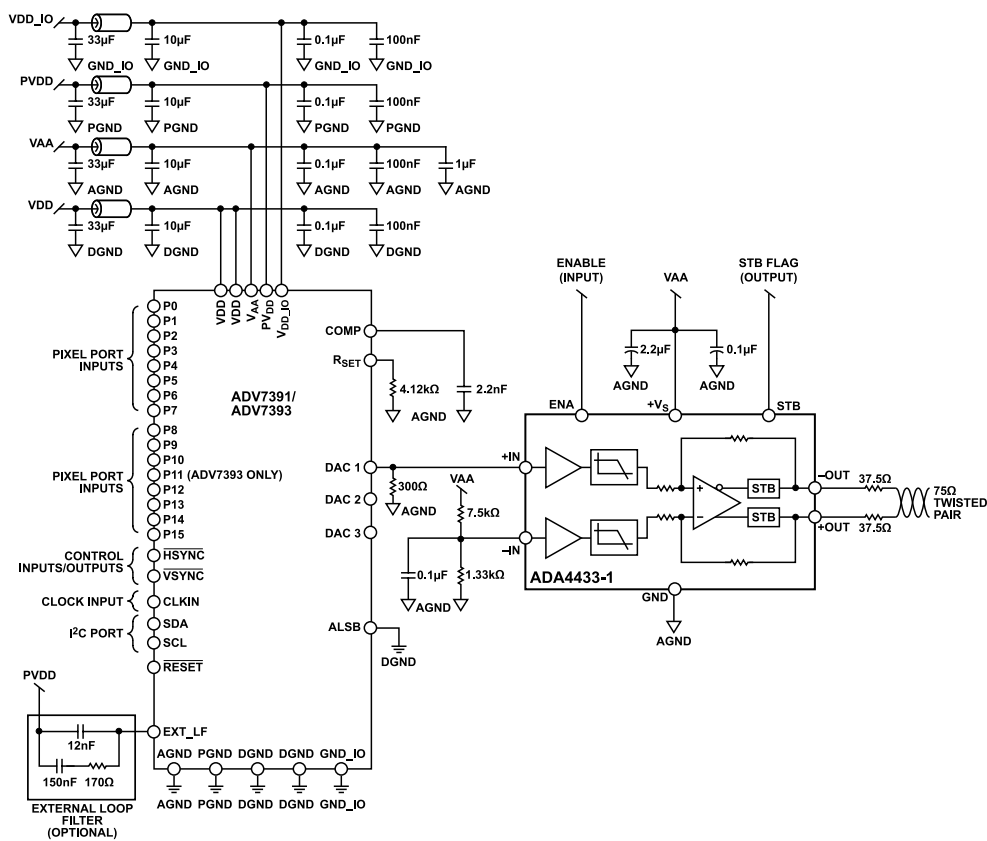 VDD_IO
33µF
10µF
0.1µF
100nF
GND_IO
GND_IO
GND_IO
GND_IO
PVDD
33µF
10µF
0.1µF
100nF
PGND
PGND
PGND
PGND
VAA
33µF
10µF
0.1µF
100nF
1µF
AGND
AGND
AGND
AGND
AGND
VDD
33µF
10µF
0.1µF
100nF
DGND
DGND
DGND
DGND
VDD
VDD
VAA
PVDD
VDD_IO
PIXEL PORT
INPUTS
P0
P1
P2
P3
P4
P5
P6
P7
PIXEL PORT
INPUTS
P8
P9
P10
P11 (ADV7393 ONLY)
P12
P13
P14
P15
CONTROL
INPUTS/OUTPUTS
HSYNC
VSYNC
CLOCK INPUT
CLKIN
I2C PORT
SDA
SCL
RESET
PVDD
12nF
150nF
170Ω
EXTERNAL LOOP
FILTER
(OPTIONAL)
EXT_LF
ADV7391/
ADV7393
COMP
RSET
4.12kΩ
2.2nF
AGND
DAC 1
DAC 2
DAC 3
300Ω
AGND
VAA
7.5kΩ
0.1µF
1.33kΩ
AGND
ALSB
DGND
AGND PGND DGND DGND GND_IO
AGND PGND DGND DGND GND_IO
ENABLE
(INPUT)
VAA
STB FLAG
(OUTPUT)
2.2µF
0.1µF
AGND
AGND
ENA
+VS
STB
+IN
–IN
+
–
STB
STB
–OUT
+OUT
37.5Ω
37.5Ω
75Ω
TWISTED
PAIR
ADA4433-1
GND
AGND